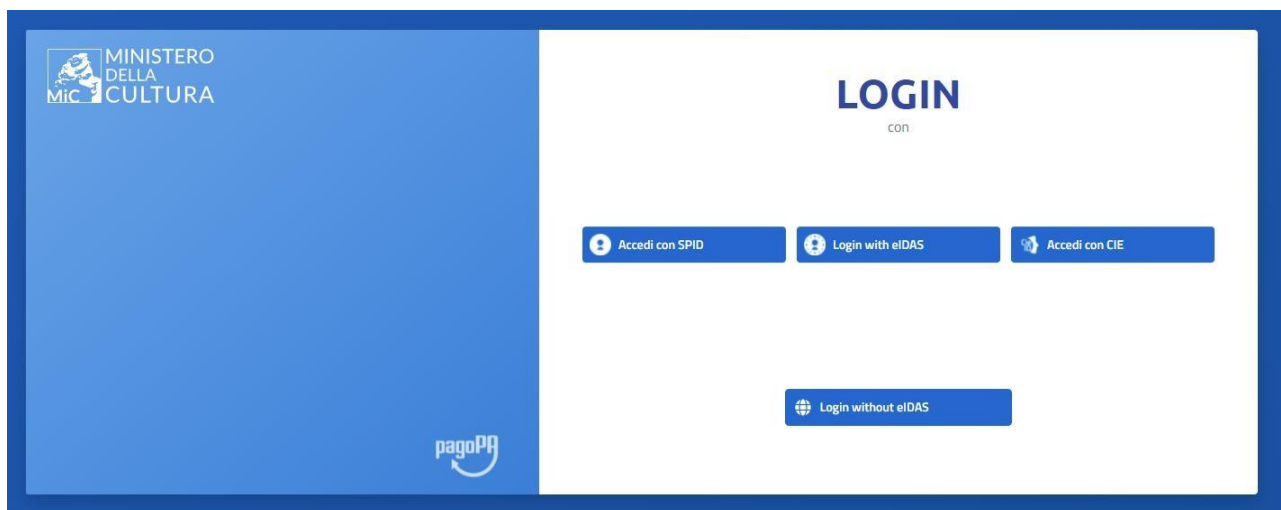 MINISTERO
DELLA
MiC CULTURA
LOGIN
con
Accedi con SPID
Login with eIDAS
Accedi con CIE
Login without eIDAS
pagoPA